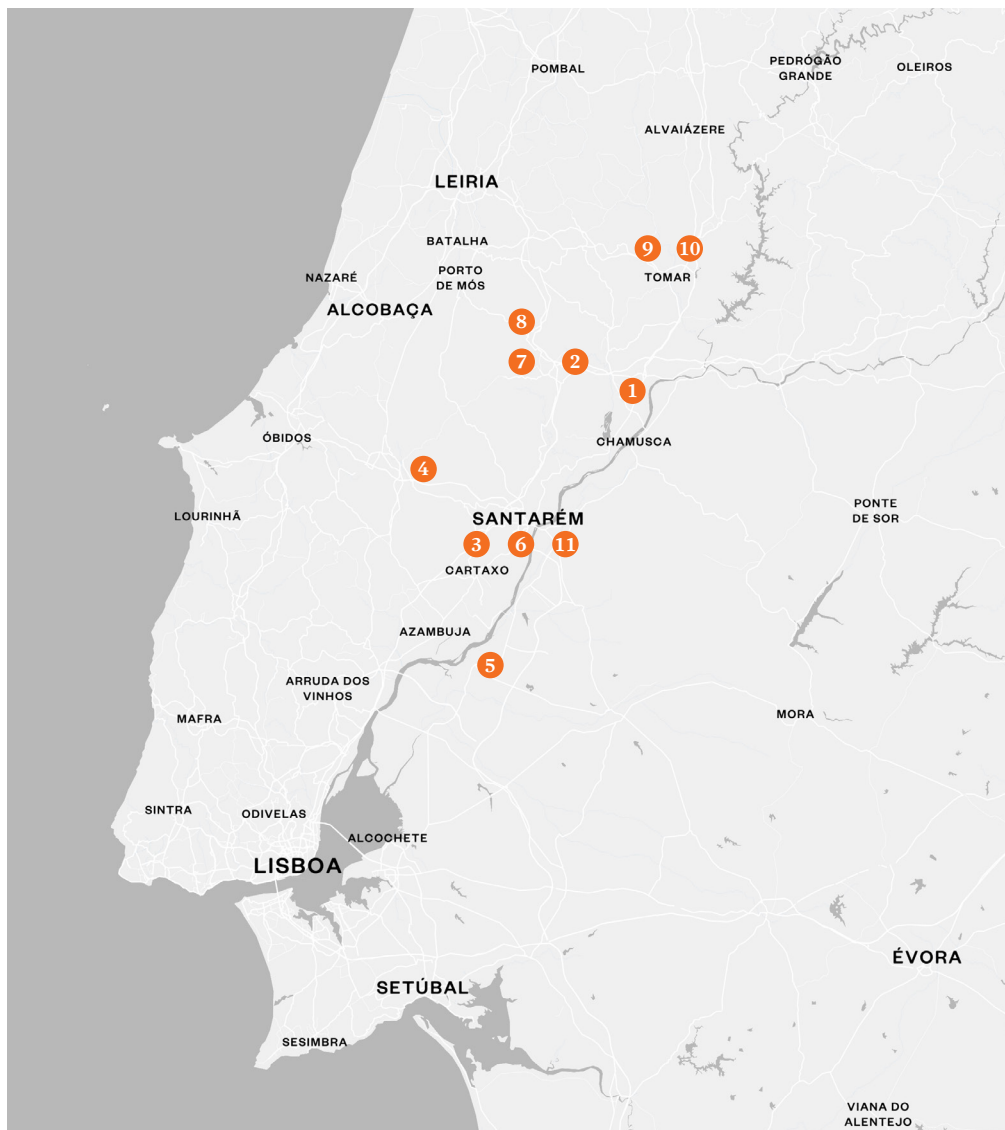 PEDRÓGÃO
GRANDE
OLEIROS
POMBAL
ALVAIÁZERE
LEIRIA
BATALHA
9
10
PORTO
DE MÓS
NAZARÉ
TOMAR
ALCOBAÇA
8
7
2
1
ÓBIDOS
CHAMUSCA
4
LOURINHÃ
SANTARÉM
PONTE
DE SOR
3
6
11
CARTAXO
AZAMBUJA
5
ARRUDA DOS
VINHOS
MAFRA
MORA
SINTRA
ODIVELAS
ALCOCHETE
LISBOA
ÉVORA
SETÚBAL
SESIMBRA
VIANA DO
ALENTEJO